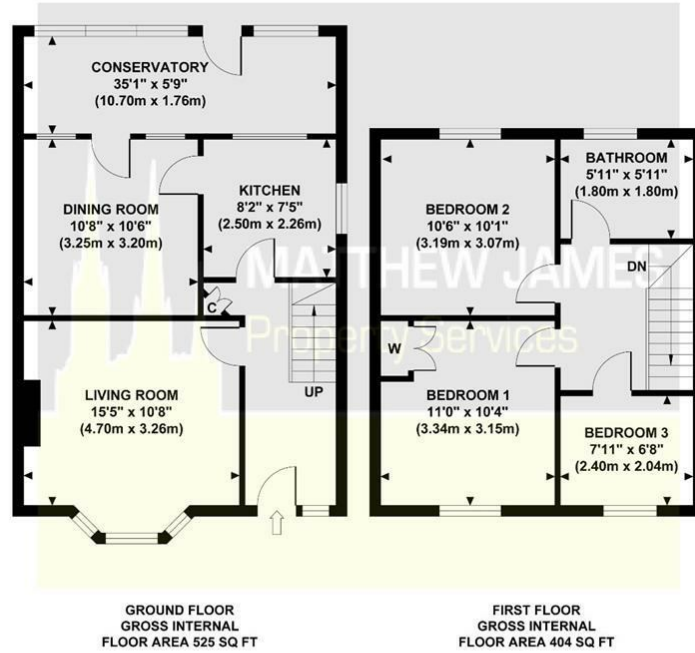 CONSERVATORY
35'1" x 5'9"
(10.70m x 1.76m)
DINING ROOM
10'8" x 10'6"
(3.25m x 3.20m)
KITCHEN
8'2" x 7'5"
(2.50m x 2.26m)
C
UP
LIVING ROOM
15'5" x 10'8"
(4.70m x 3.26m)
BEDROOM 2
10'6" x 10'1"
(3.19m x 3.07m)
BATHROOM
5'11" x 5'11"
(1.80m x 1.80m)
DN
W
BEDROOM 1
11'0" x 10'4"
(3.34m x 3.15m)
BEDROOM 3
7'11" x 6'8"
(2.40m x 2.04m)
MATTHEW JAMES
Property Services
GROUND FLOOR
GROSS INTERNAL
FLOOR AREA 525 SQ FT
FIRST FLOOR
GROSS INTERNAL
FLOOR AREA 404 SQ FT